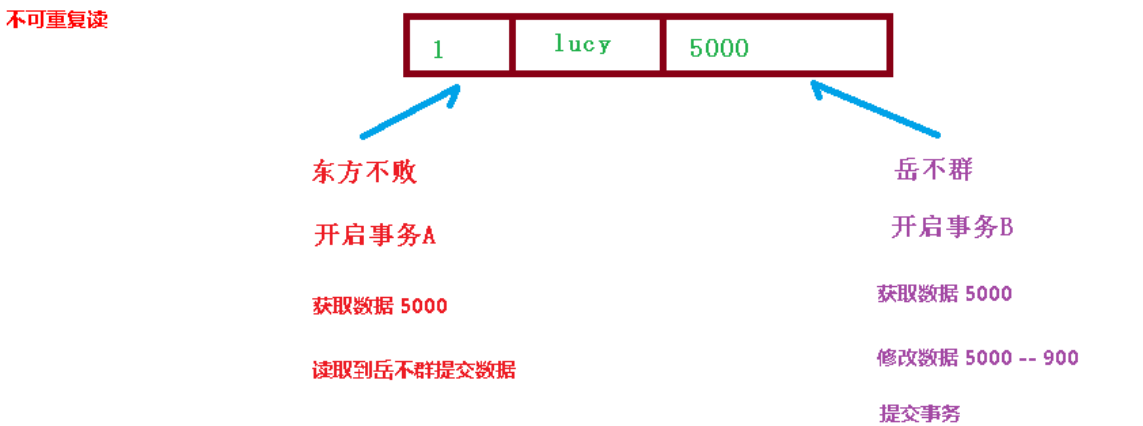 不可重复读
1 lucy 5000
东方不败
开启事务A
获取数据 5000
读取到岳不群提交数据
岳不群
开启事务B
获取数据 5000
修改数据 5000 -- 900
提交事务